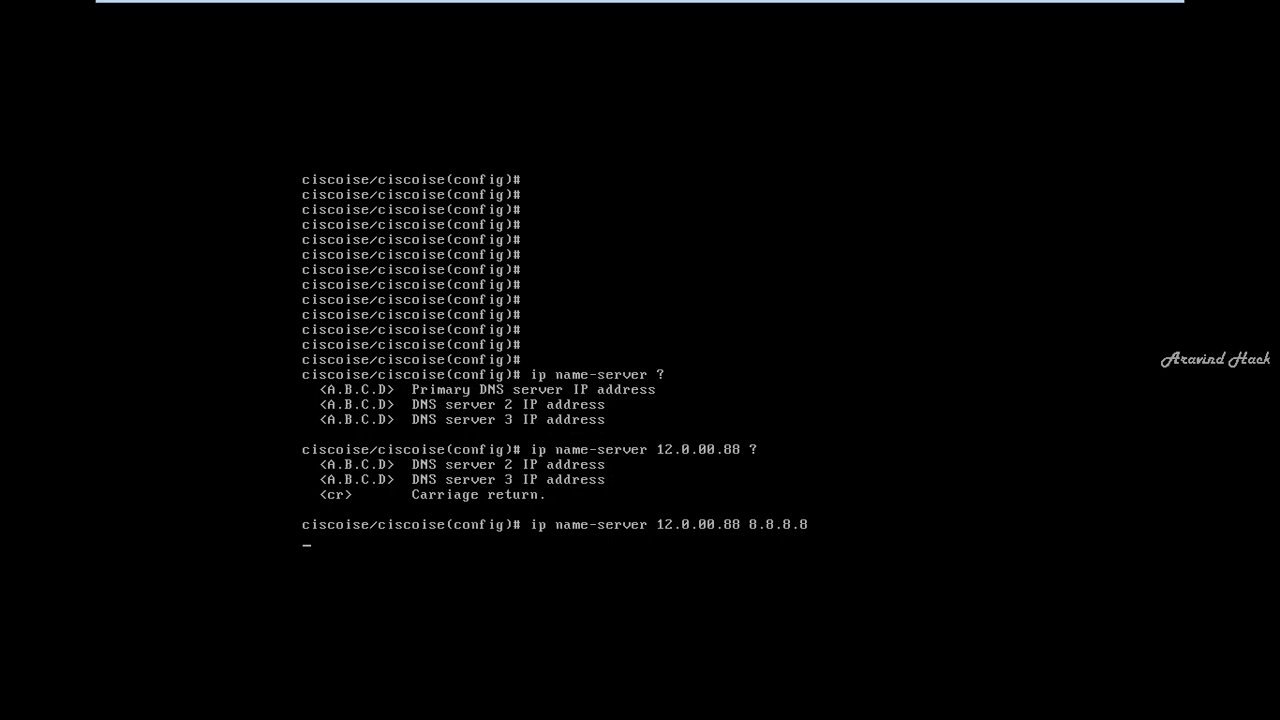 ciscoise/ciscoise(config)#
ciscoise/ciscoise(config)#
ciscoise/ciscoise(config)#
ciscoise/ciscoise(config)#
ciscoise/ciscoise(config)#
ciscoise/ciscoise(config)#
ciscoise/ciscoise(config)#
ciscoise/ciscoise(config)#
ciscoise/ciscoise(config)#
ciscoise/ciscoise(config)#
ciscoise/ciscoise(config)#
ciscoise/ciscoise(config)#
ciscoise/ciscoise(config)#
ciscoise/ciscoise(config)# ip name-server ?
<A.B.C.D> Primary DNS server IP address
<A.B.C.D> DNS server 2 IP address
<A.B.C.D> DNS server 3 IP address
ciscoise/ciscoise(config)# ip name-server 12.0.00.88 ?
<A.B.C.D> DNS server 2 IP address
<A.B.C.D> DNS server 3 IP address
<cr> Carriage return.
ciscoise/ciscoise(config)# ip name-server 12.0.00.88 8.8.8.8
_
Aravind Hack